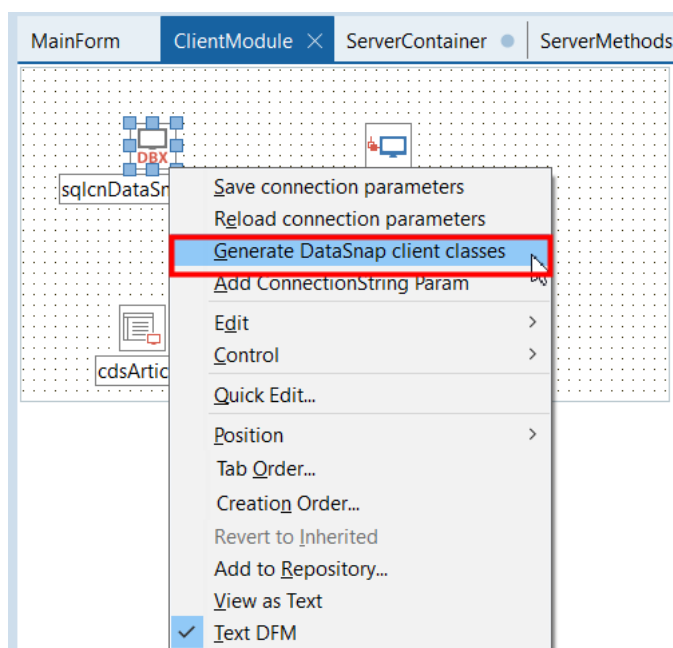 MainForm
ClientModule
ServerContainer
ServerMethods
DBX
sqlcnDataSn
Save connection parameters
Reload connection parameters
Generate DataSnap client classes
Add ConnectionString Param
Edit
Control
cdsArtic
Quick Edit...
Position
Tab Order...
Creation Order...
Revert to Inherited
Add to Repository...
View as Text
Text DFM